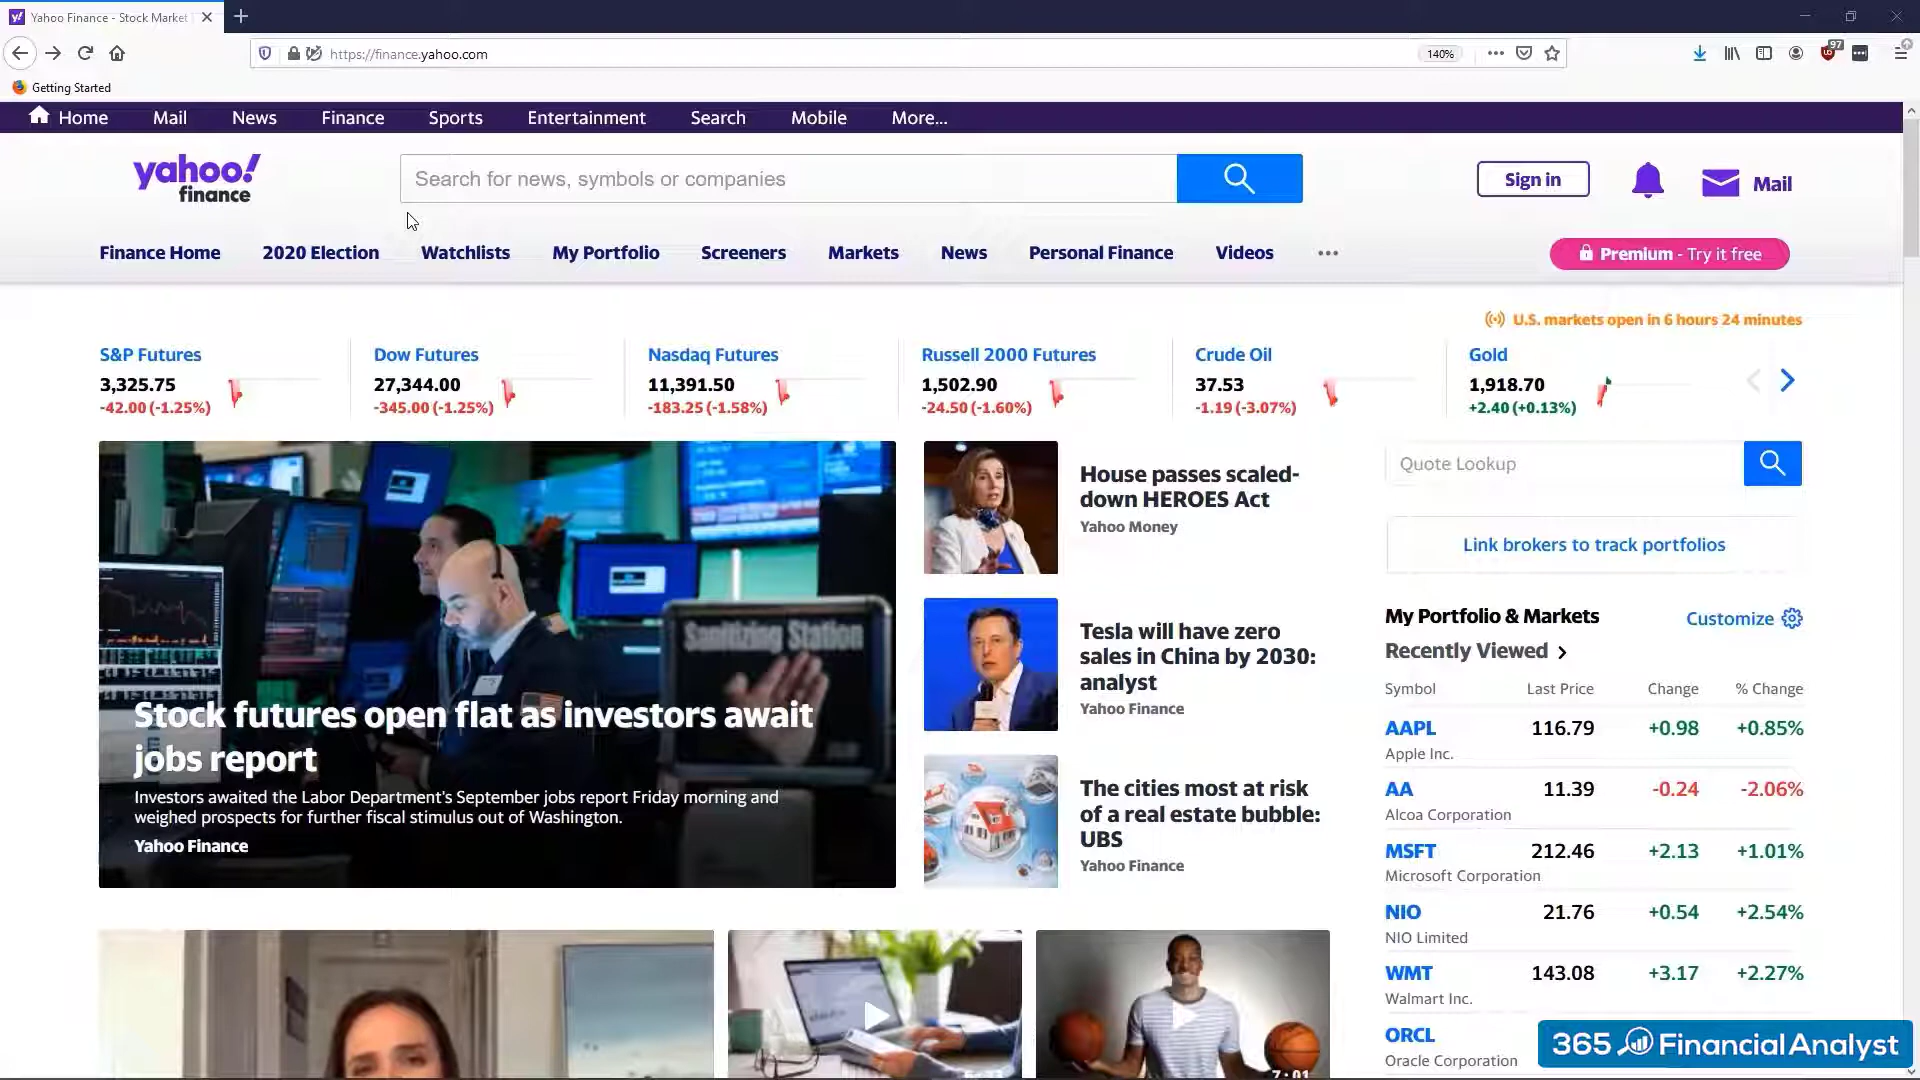 Yahoo Finance - Stock Market
https://finance.yahoo.com
140%
97
Getting Started
Home Mail News Finance Sports Entertainment Search Mobile More...
yahoo!
finance
Search for news, symbols or companies
Sign in
Mail
Finance Home 2020 Election Watchlists My Portfolio Screeners Markets News Personal Finance Videos
Premium - Try it free
U.S. markets open in 6 hours 24 minutes
S&P Futures
3,325.75
-42.00 (-1.25%)
Dow Futures
27,344.00
-345.00 (-1.25%)
Nasdaq Futures
11,391.50
-183.25 (-1.58%)
Russell 2000 Futures
1,502.90
-24.50 (-1.60%)
Crude Oil
37.53
-1.19 (-3.07%)
Gold
1,918.70
+2.40 (+0.13%)
Sanitizing Station
Stock futures open flat as investors await
jobs report
Investors awaited the Labor Department's September jobs report Friday morning and
weighed prospects for further fiscal stimulus out of Washington.
Yahoo Finance
House passes scaled-
down HEROES Act
Yahoo Money
Tesla will have zero
sales in China by 2030:
analyst
Yahoo Finance
The cities most at risk
of a real estate bubble:
UBS
Yahoo Finance
7:01
Quote Lookup
Link brokers to track portfolios
My Portfolio & Markets
Customize
Recently Viewed
Symbol Last Price Change % Change
AAPL 116.79 +0.98 +0.85%
Apple Inc.
AA 11.39 -0.24 -2.06%
Alcoa Corporation
MSFT 212.46 +2.13 +1.01%
Microsoft Corporation
NIO 21.76 +0.54 +2.54%
NIO Limited
WMT 143.08 +3.17 +2.27%
Walmart Inc.
ORCL
Oracle Corporation
365 Financial Analyst